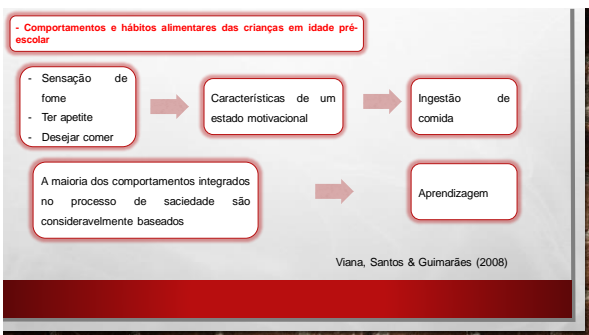 - Comportamentos e hábitos alimentares das crianças em idade pré-
escolar
- Sensação de
fome
- Ter apetite
- Desejar comer
Características de um
estado motivacional
Ingestão de
comida
A maioria dos comportamentos integrados
no processo de saciedade são
consideravelmente baseados
Aprendizagem
Viana, Santos & Guimarães (2008)